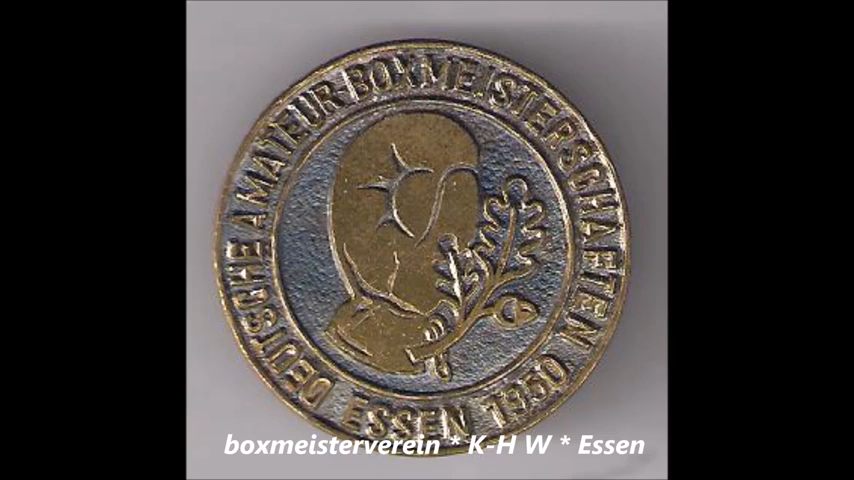 DEUTSCHE AMATEUR-BOXMEISTERSCHAFTEN 1950
ESSEN
boxmeisterverein * K-H W * Essen